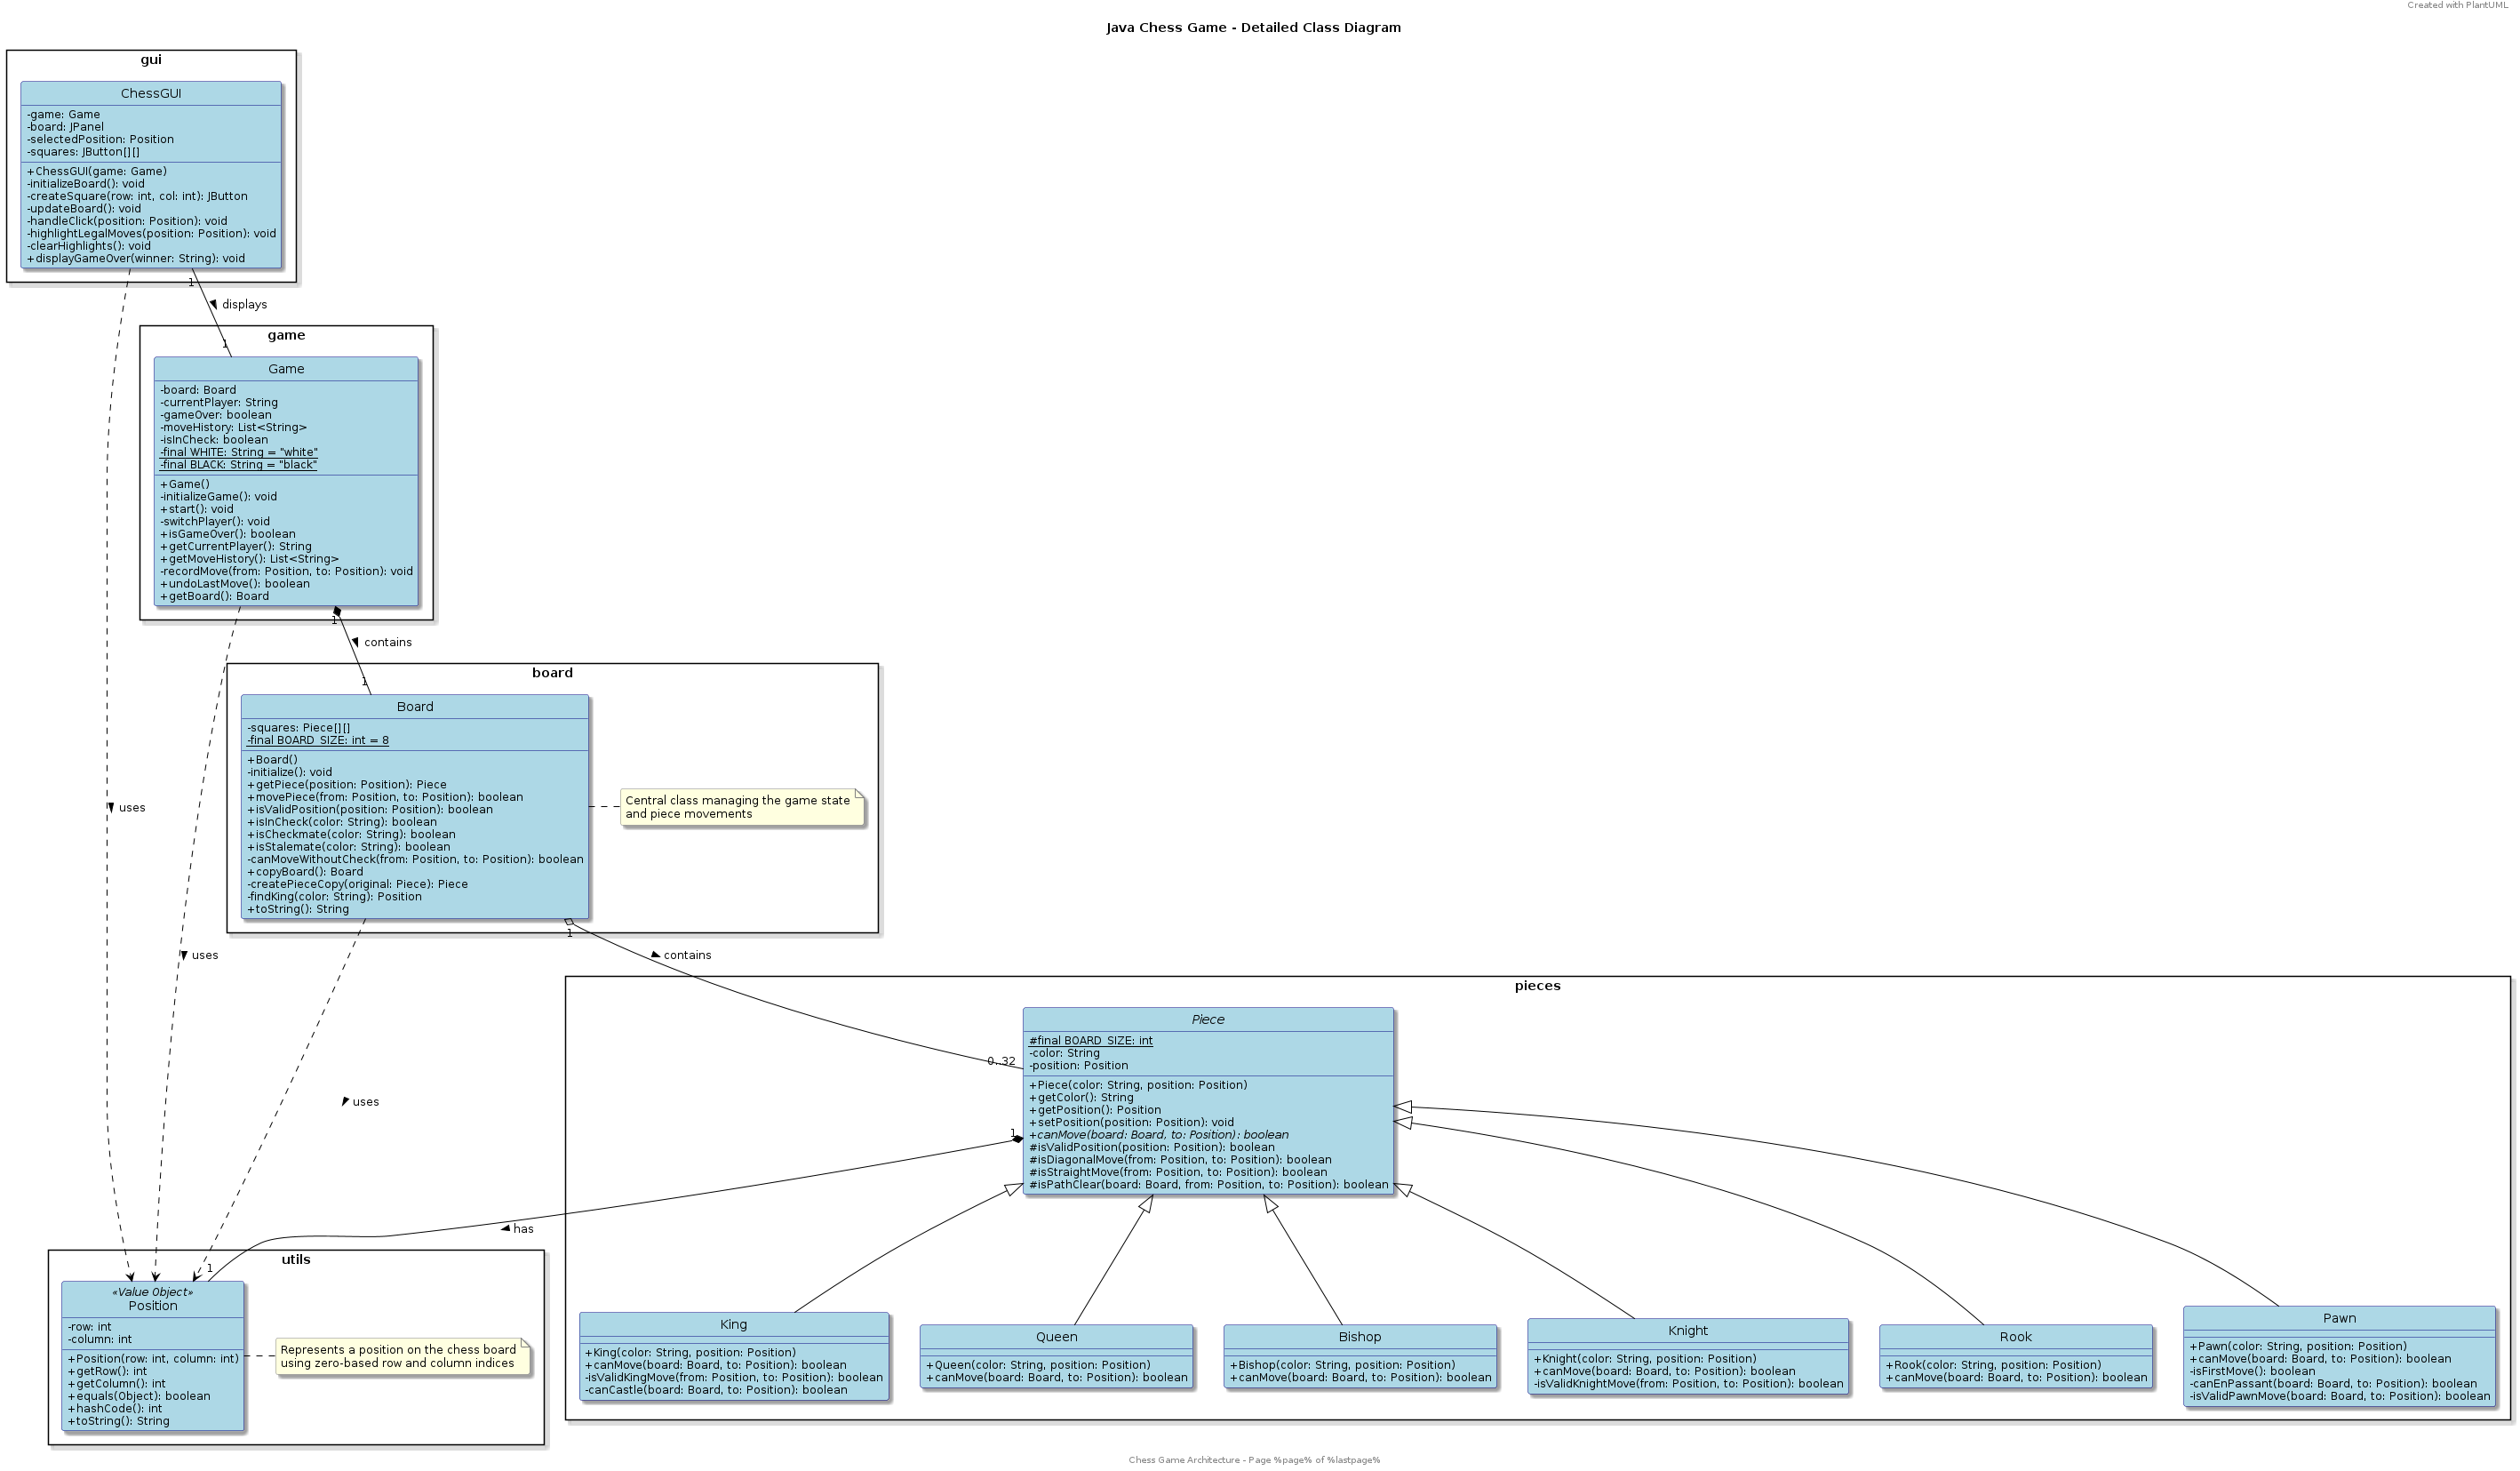 Created with PlantUML
Java Chess Game - Detailed Class Diagram
gui
ChessGUI
-game: Game
-board: JPanel
-selectedPosition: Position
-squares: JButton[][]
+ChessGUI(game: Game)
-initializeBoard(): void
-createSquare(row: int, col: int): JButton
-updateBoard(): void
-handleClick(position: Position): void
-highlightLegalMoves(position: Position): void
-clearHighlights(): void
+displayGameOver(winner: String): void
1
displays
1
game
Game
-board: Board
-currentPlayer: String
-gameOver: boolean
-moveHistory: List<String>
-isInCheck: boolean
-final WHITE: String = "white"
-final BLACK: String = "black"
+Game()
-initializeGame(): void
+start(): void
-switchPlayer(): void
+isGameOver(): boolean
+getCurrentPlayer(): String
+getMoveHistory(): List<String>
-recordMove(from: Position, to: Position): void
+undoLastMove(): boolean
+getBoard(): Board
1
contains
1
board
Board
-squares: Piece[][]
-final BOARD_SIZE: int = 8
+Board()
-initialize(): void
+getPiece(position: Position): Piece
+movePiece(from: Position, to: Position): boolean
+isValidPosition(position: Position): boolean
+isInCheck(color: String): boolean
+isCheckmate(color: String): boolean
+isStalemate(color: String): boolean
-canMoveWithoutCheck(from: Position, to: Position): boolean
+copyBoard(): Board
-createPieceCopy(original: Piece): Piece
-findKing(color: String): Position
+toString(): String
Central class managing the game state
and piece movements
uses
1
uses
contains
pieces
Piece
#final BOARD_SIZE: int
-color: String
-position: Position
+Piece(color: String, position: Position)
+getColor(): String
+getPosition(): Position
+setPosition(position: Position): void
+canMove(board: Board, to: Position): boolean
#isValidPosition(position: Position): boolean
#isDiagonalMove(from: Position, to: Position): boolean
#isStraightMove(from: Position, to: Position): boolean
#isPathClear(board: Board, from: Position, to: Position): boolean
0..32
uses
1
has
1
utils
«Value Object»
Position
-row: int
-column: int
+Position(row: int, column: int)
+getRow(): int
+getColumn(): int
+equals(Object): boolean
+hashCode(): int
+toString(): String
Represents a position on the chess board
using zero-based row and column indices
King
+King(color: String, position: Position)
+canMove(board: Board, to: Position): boolean
-isValidKingMove(from: Position, to: Position): boolean
-canCastle(board: Board, to: Position): boolean
Queen
+Queen(color: String, position: Position)
+canMove(board: Board, to: Position): boolean
Bishop
+Bishop(color: String, position: Position)
+canMove(board: Board, to: Position): boolean
Knight
+Knight(color: String, position: Position)
+canMove(board: Board, to: Position): boolean
-isValidKnightMove(from: Position, to: Position): boolean
Rook
+Rook(color: String, position: Position)
+canMove(board: Board, to: Position): boolean
Pawn
+Pawn(color: String, position: Position)
+canMove(board: Board, to: Position): boolean
-isFirstMove(): boolean
-canEnPassant(board: Board, to: Position): boolean
-isValidPawnMove(board: Board, to: Position): boolean
Chess Game Architecture - Page %page% of %lastpage%